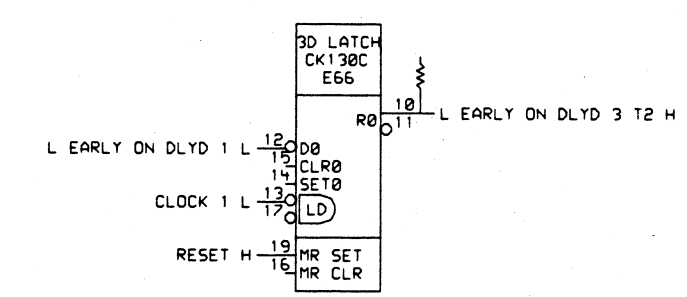 3D LATCH
CK130C
E66
10
R0 11 L EARLY ON DLYD 3 T2 H
L EARLY ON DLYD 1 L 12 D0
15 CLR0
14 SET0
CLOCK 1 L 13
17 LD
RESET H 19 MR SET
16 MR CLR